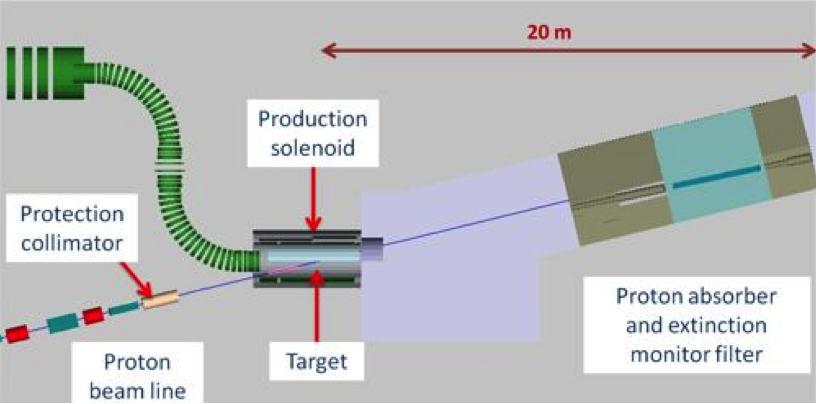 20 m
Production
solenoid
Protection
collimator
Proton absorber
and extinction
monitor filter
Proton
beam line
Target